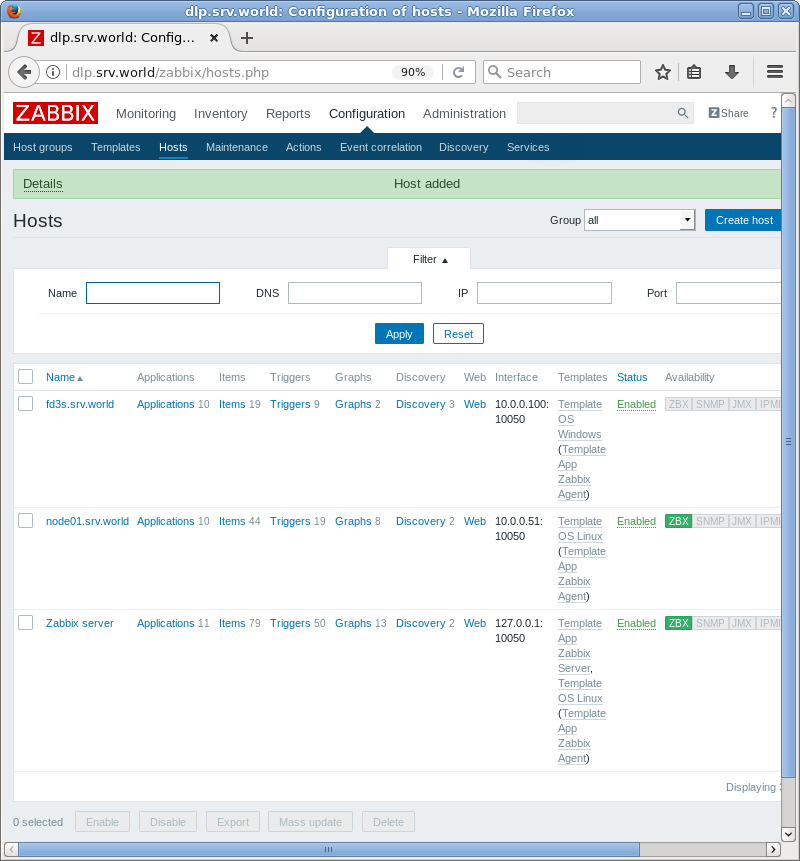 dlp.srv.world: Configuration of hosts - Mozilla Firefox
Z dlp.srv.world: Config... ×
dlp.srv.world/zabbix/hosts.php 90% Search
ZABBIX Monitoring Inventory Reports Configuration Administration Z Share ?
Host groups Templates Hosts Maintenance Actions Event correlation Discovery Services
Details Host added
Hosts Group all Create host
Filter ▲
Name DNS IP Port
Apply Reset
Name ▲ Applications Items Triggers Graphs Discovery Web Interface Templates Status Availability
fd3s.srv.world Applications 10 Items 19 Triggers 9 Graphs 2 Discovery 3 Web 10.0.0.100: Template Enabled ZBX SNMP JMX IPMI
10050 OS
Windows
(Template
App
Zabbix
Agent)
node01.srv.world Applications 10 Items 44 Triggers 19 Graphs 8 Discovery 2 Web 10.0.0.51: Template Enabled ZBX SNMP JMX IPMI
10050 OS Linux
(Template
App
Zabbix
Agent)
Zabbix server Applications 11 Items 79 Triggers 50 Graphs 13 Discovery 2 Web 127.0.0.1: Template Enabled ZBX SNMP JMX IPMI
10050 App
Zabbix
Server,
Template
OS Linux
(Template
App
Zabbix
Agent)
Displaying
0 selected Enable Disable Export Mass update Delete